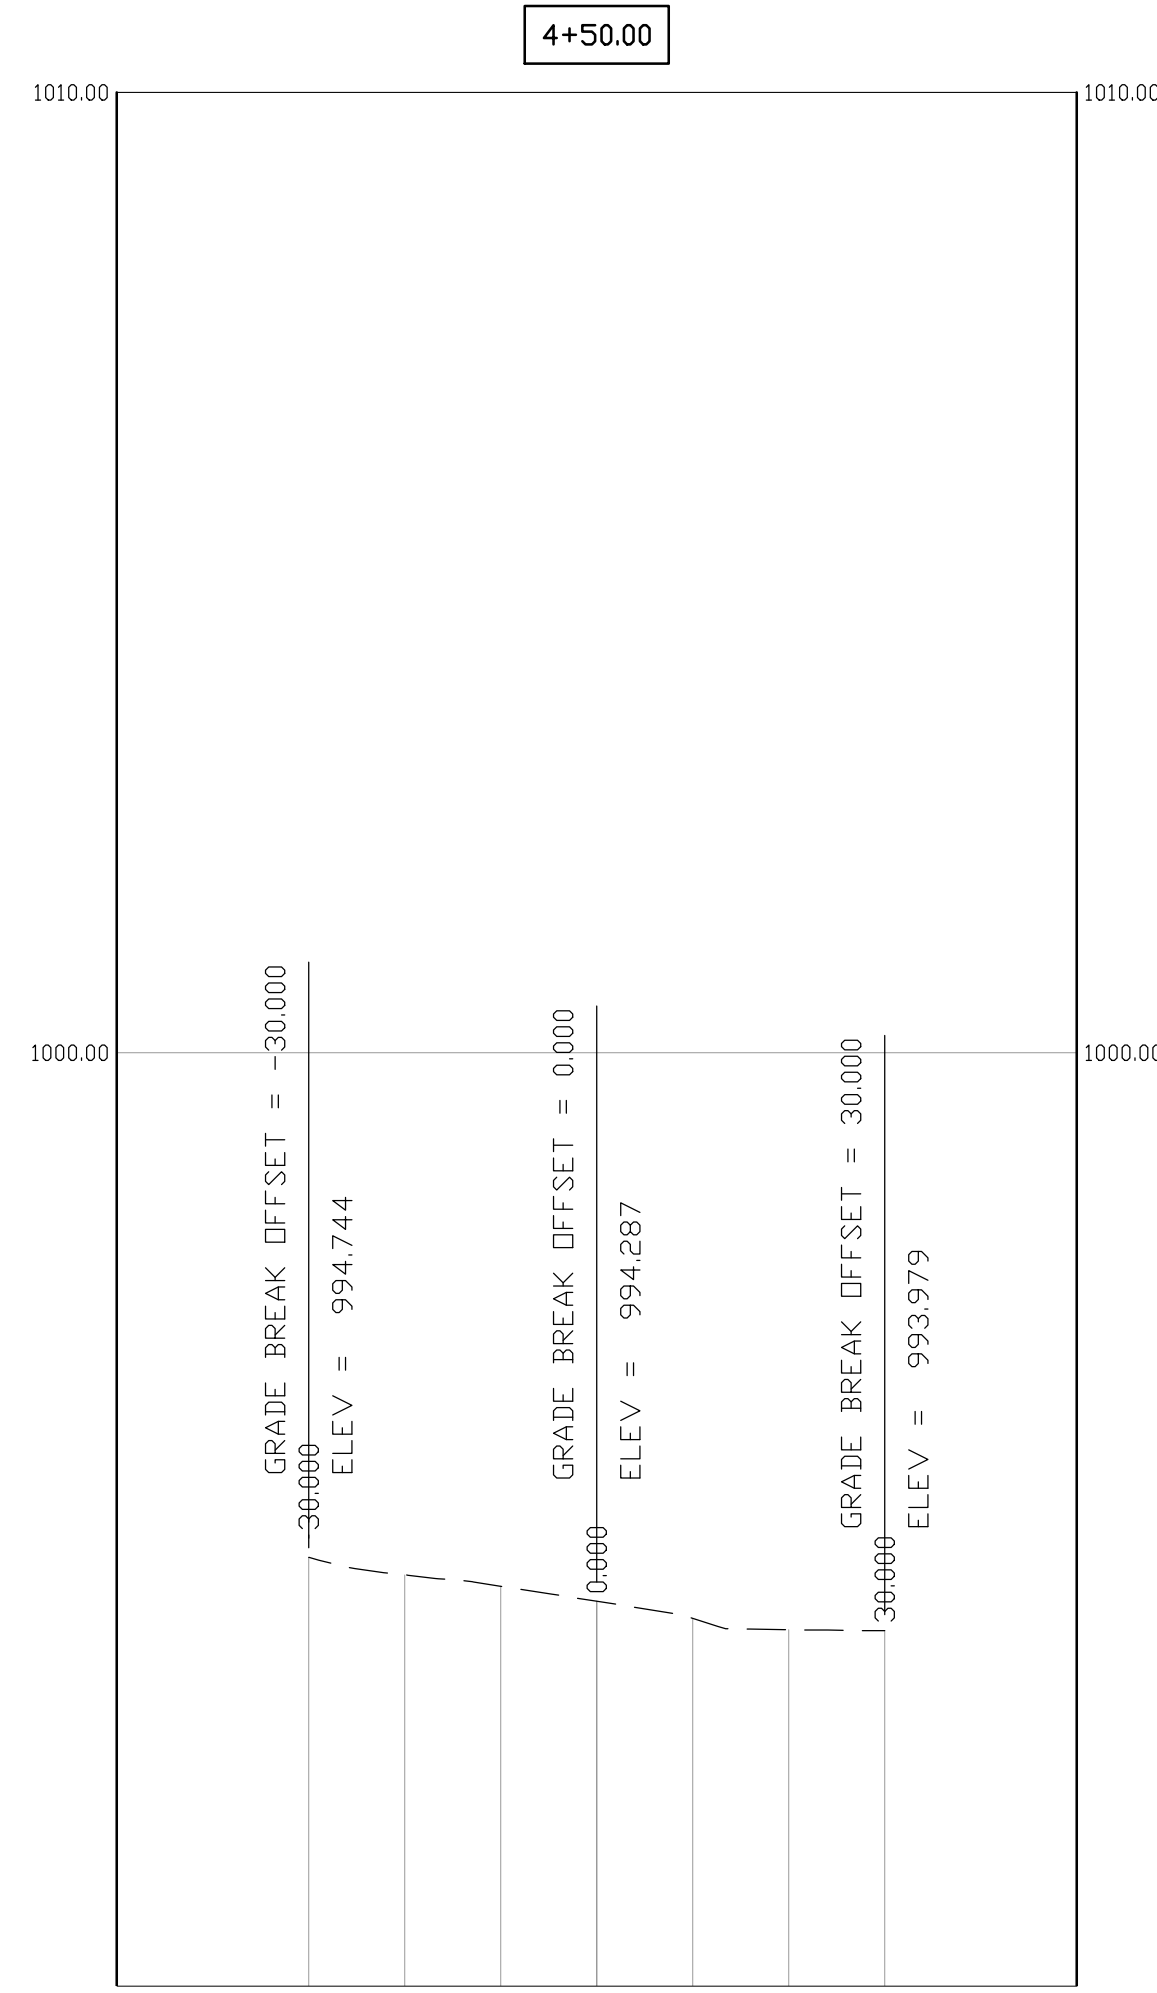 4+50.00
1010.00
1010.00
1000.00
1000.00
GRADE BREAK OFFSET = -30.000
ELEV = 994.744
-30.000
GRADE BREAK OFFSET = 0.000
ELEV = 994.287
0.000
GRADE BREAK OFFSET = 30.000
ELEV = 993.979
30.000